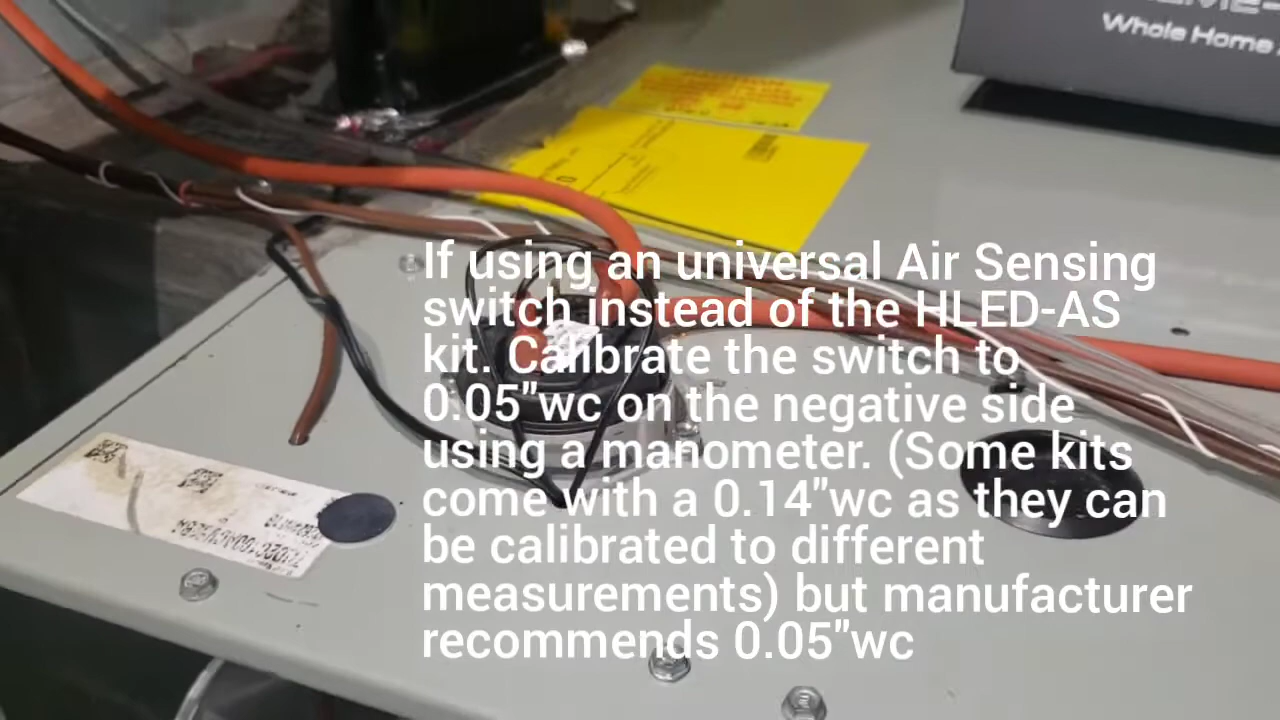 Whole Home
If using an universal Air Sensing
switch instead of the HLED-AS
kit. Calibrate the switch to
0.05"wc on the negative side
using a manometer. (Some kits
come with a 0.14"wc as they can
be calibrated to different
measurements) but manufacturer
recommends 0.05"wc